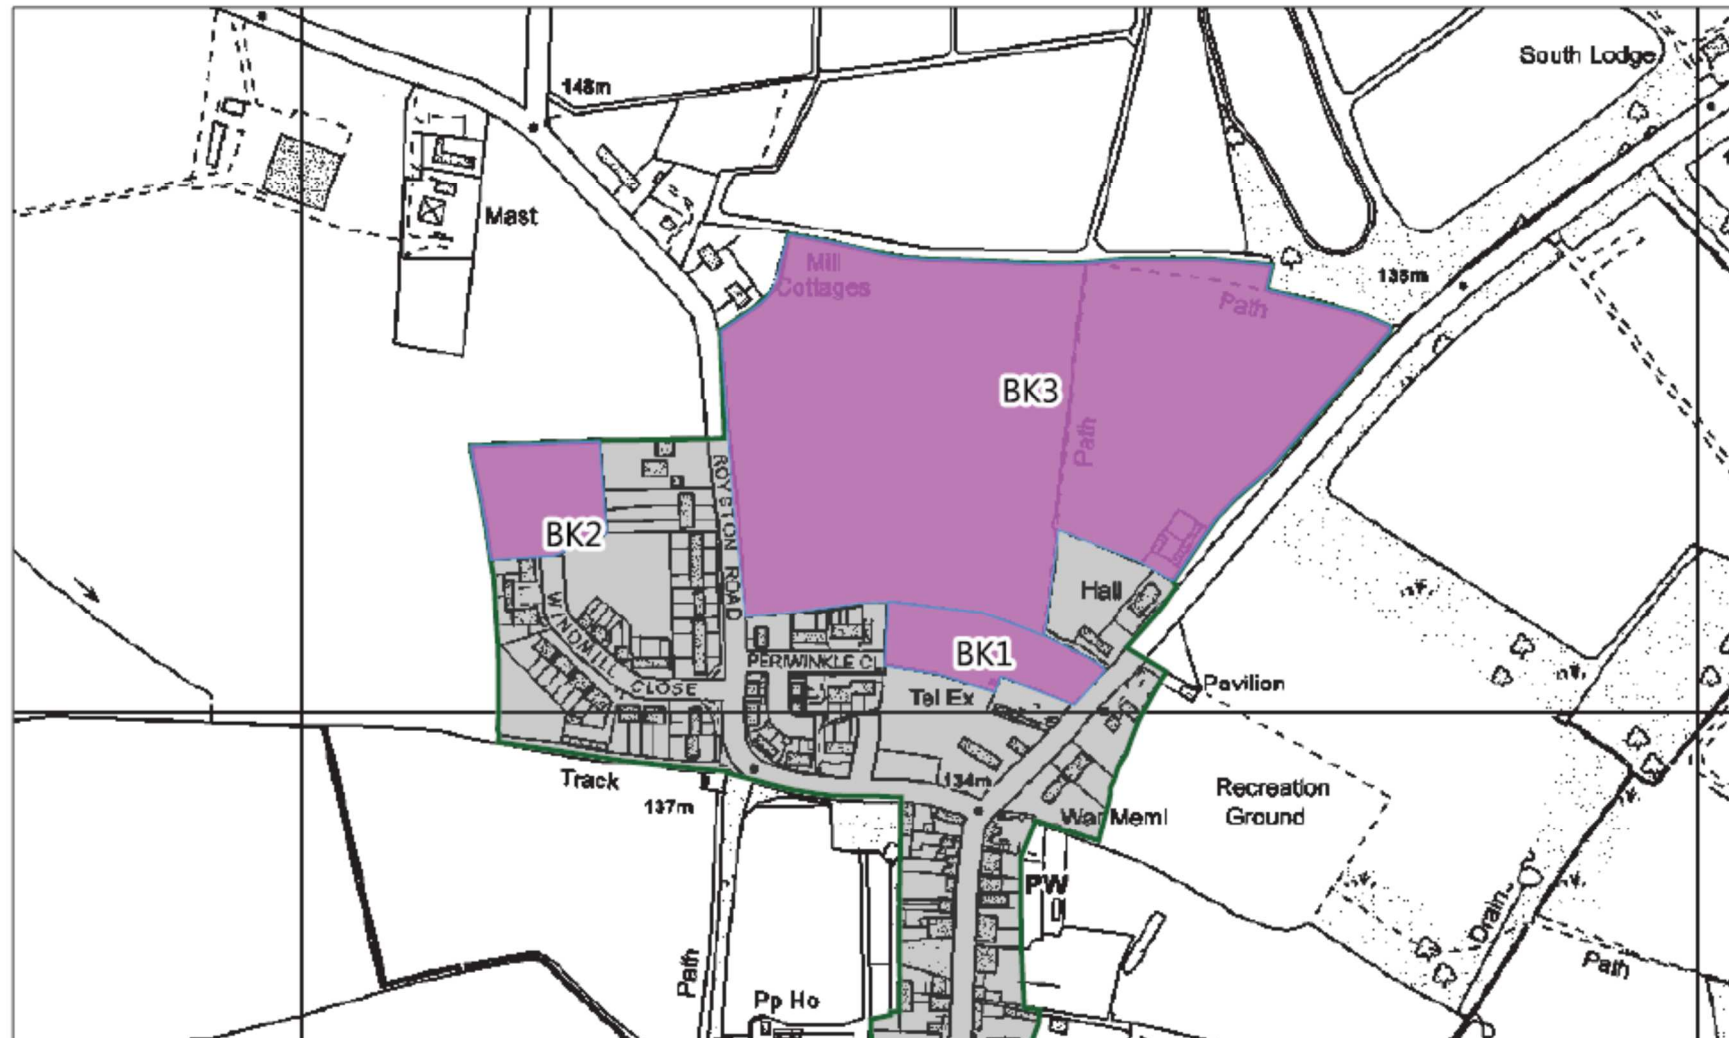 South Lodge
148m
Mast
Mill
Cottages
135m
Path
BK3
Path
ROYSTON ROAD
BK2
Hall
WINDMILL CLOSE
PERIWINKLE CL
BK1
Tel Ex
Pavilion
Track
137m
134m
War Meml
Recreation
Ground
PW
Drain
Path
Path
Pp Ho